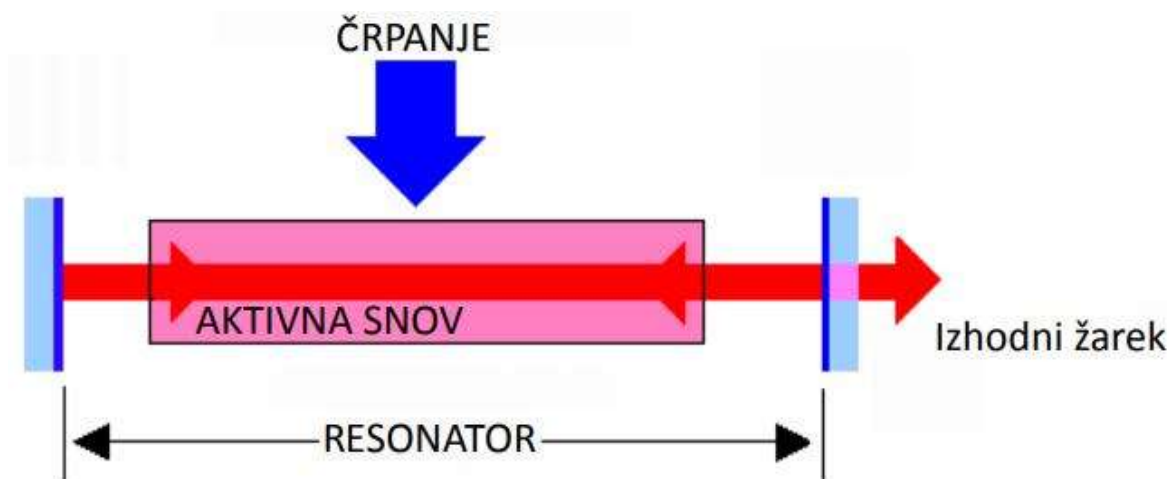 ČRPANJE
AKTIVNA SNOV
Izhodni žarek
RESONATOR